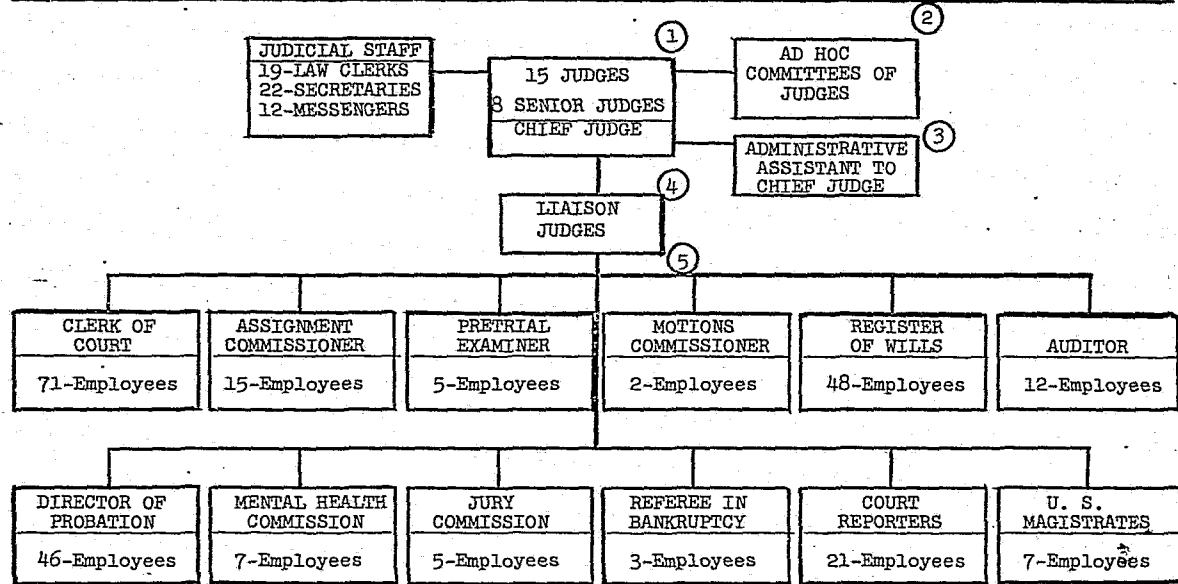 1
2
JUDICIAL STAFF
19-LAW CLERKS
22-SECRETARIES
12-MESSENGERS
15 JUDGES
8 SENIOR JUDGES
CHIEF JUDGE
AD HOC
COMMITTEES OF
JUDGES
3
ADMINISTRATIVE
ASSISTANT TO
CHIEF JUDGE
4
LIAISON
JUDGES
5
CLERK OF
COURT
71-Employees
ASSIGNMENT
COMMISSIONER
15-Employees
PRETRIAL
EXAMINER
5-Employees
MOTIONS
COMMISSIONER
2-Employees
REGISTER
OF WILLS
48-Employees
AUDITOR
12-Employees
DIRECTOR OF
PROBATION
46-Employees
MENTAL HEALTH
COMMISSION
7-Employees
JURY
COMMISSION
5-Employees
REFEREE IN
BANKRUPTCY
3-Employees
COURT
REPORTERS
21-Employees
U. S.
MAGISTRATES
7-Employees